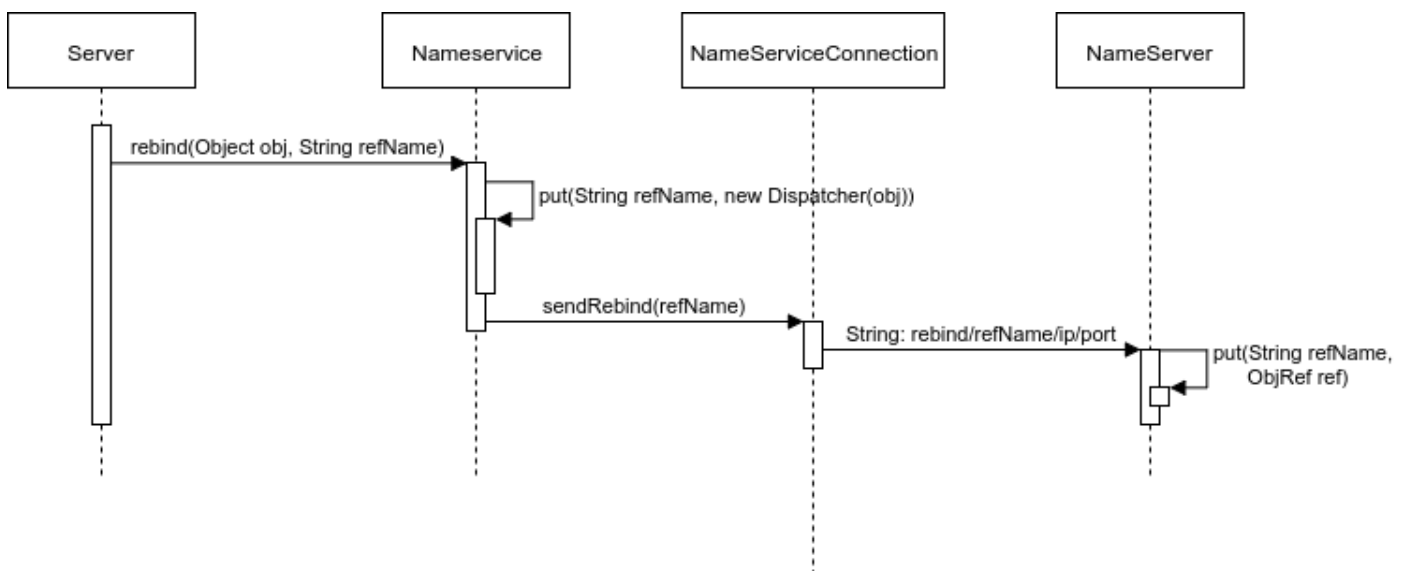 Server
Nameservice
NameServiceConnection
NameServer
rebind(Object obj, String refName)
put(String refName, new Dispatcher(obj))
sendRebind(refName)
String: rebind/refName/ip/port
put(String refName,
ObjRef ref)